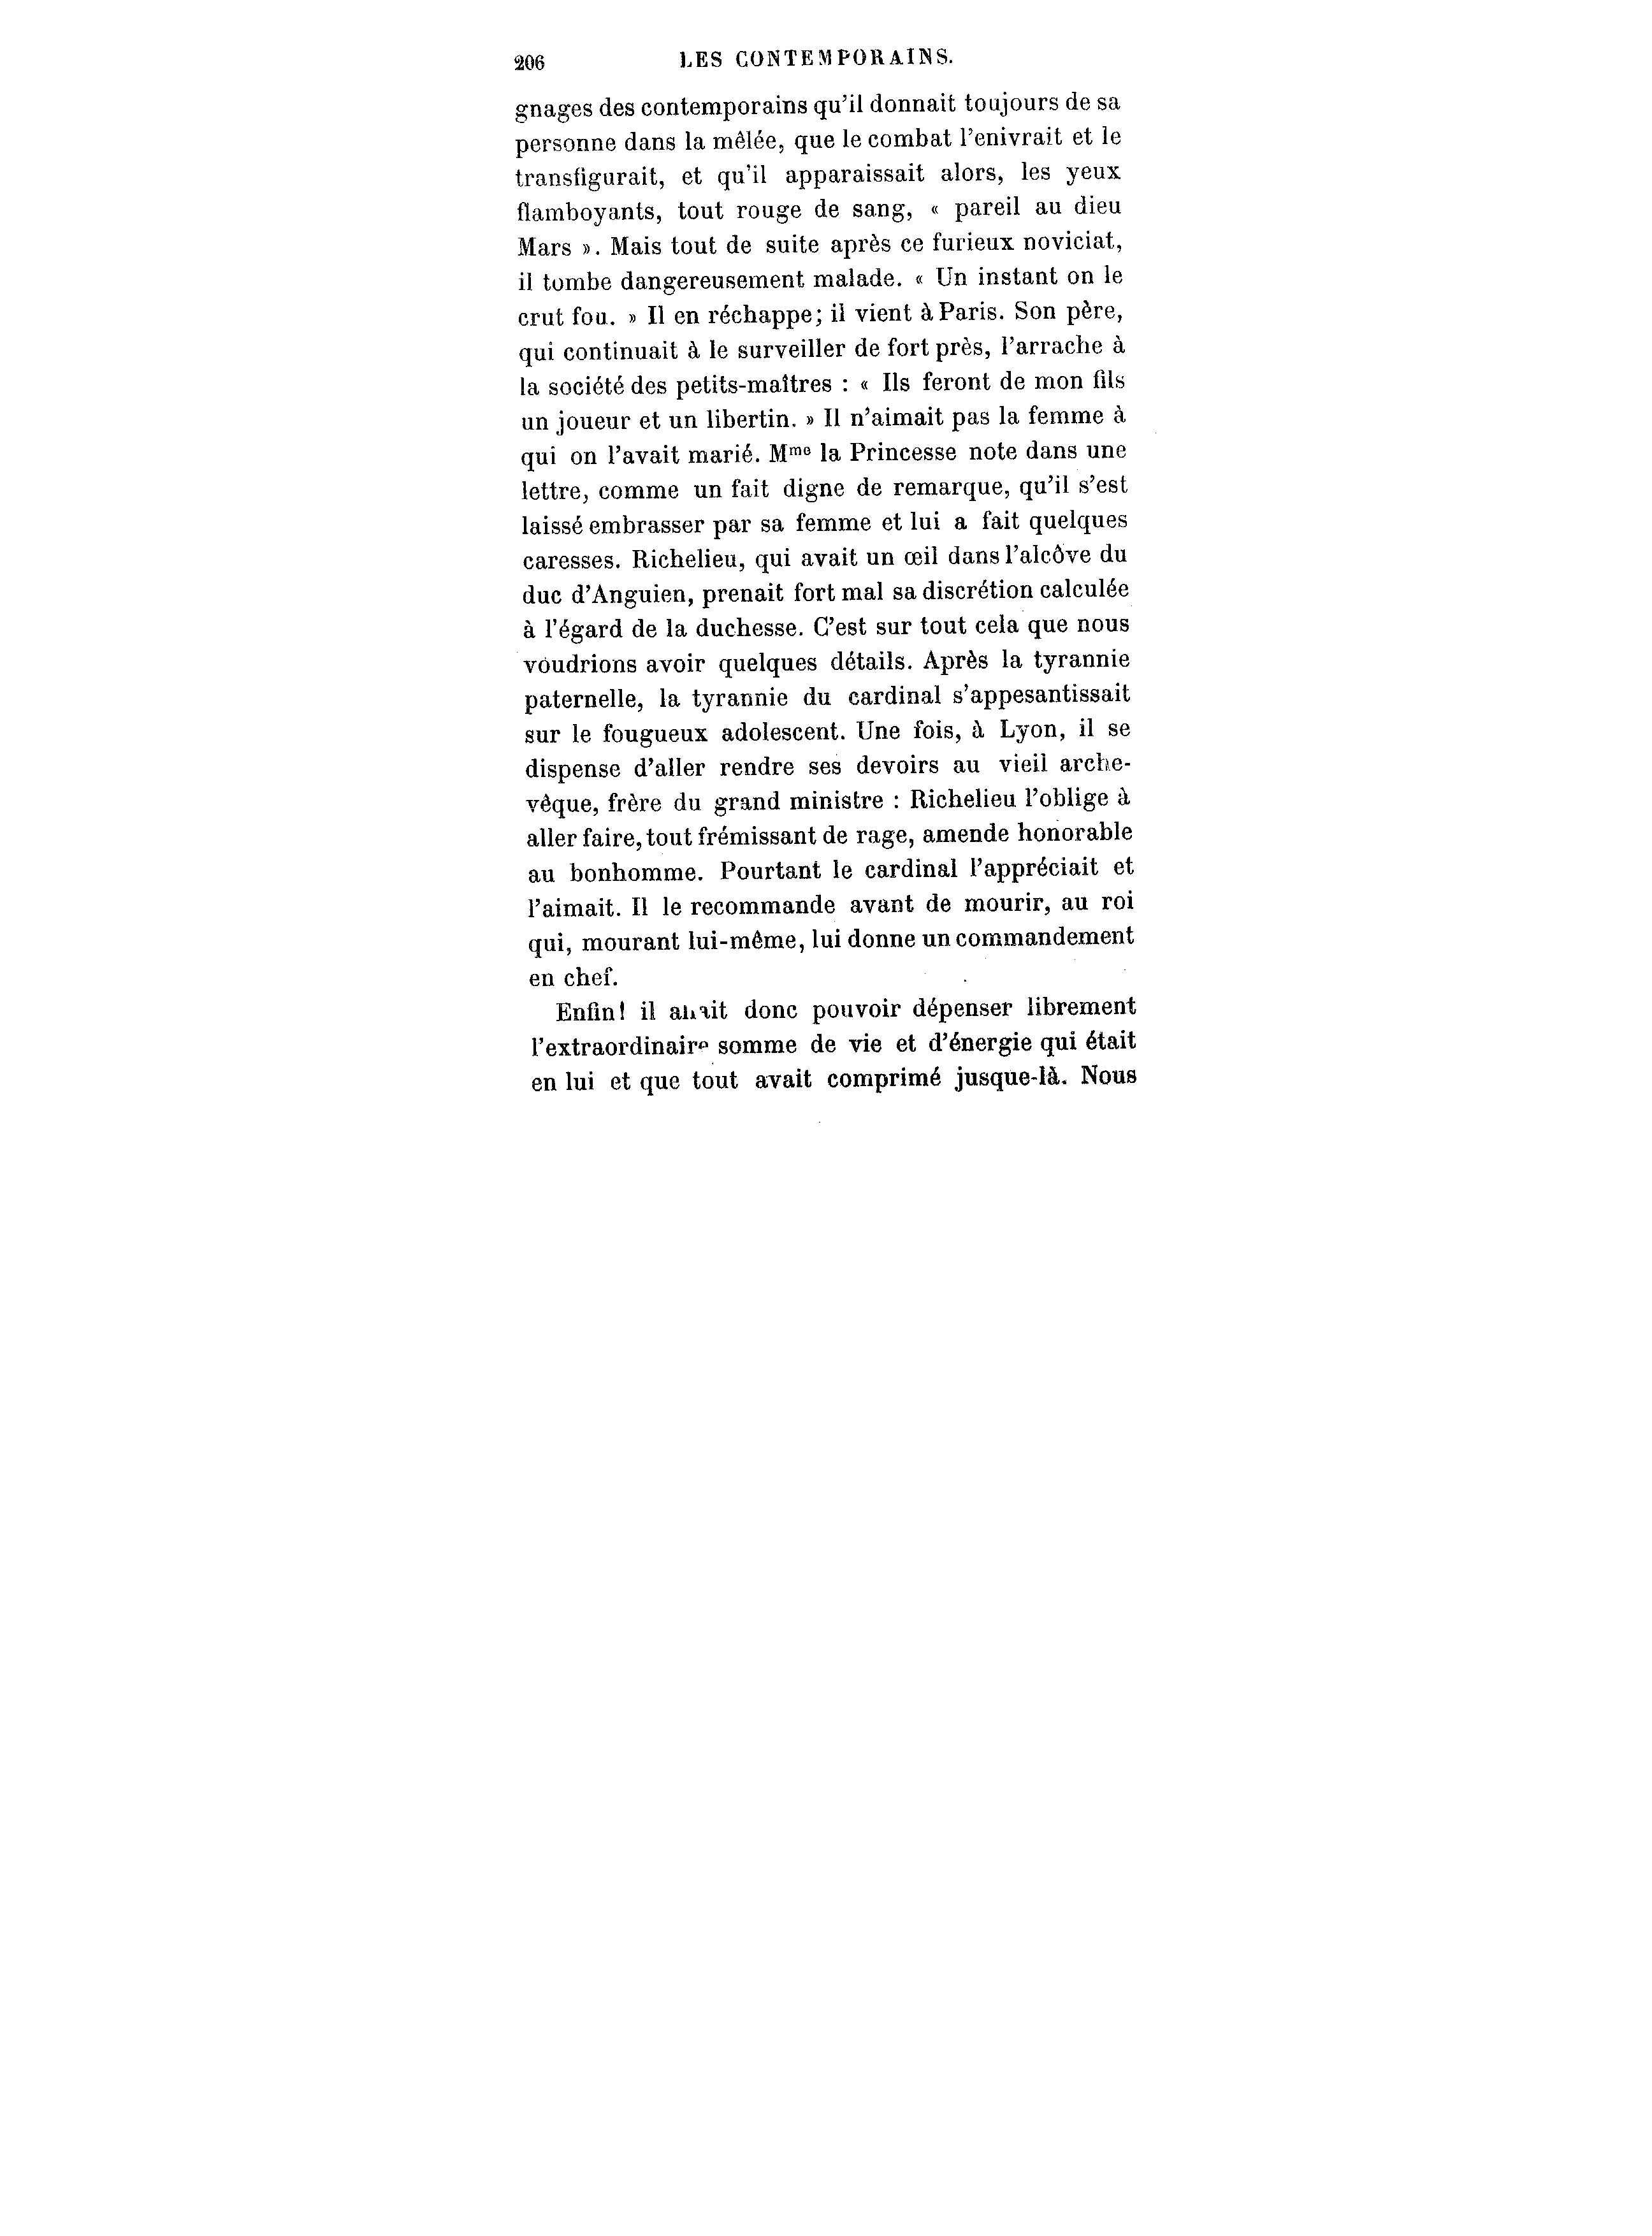 206 LES CONTEMPORAINS.
gnages des contemporains qu'il donnait toujours de sa
personne dans la mêlée, que le combat l'enivrait et le
transfigurait, et qu'il apparaissait alors, les yeux
flamboyants, tout rouge de sang, « pareil au dieu
Mars ». Mais tout de suite après ce furieux noviciat,
il tombe dangereusement malade. « Un instant on le
crut fou. » Il en réchappe; il vient à Paris. Son père,
qui continuait à le surveiller de fort près, l'arrache à
la société des petits-maîtres : « Ils feront de mon fils
un joueur et un libertin. » Il n'aimait pas la femme à
qui on l'avait marié. Mme la Princesse note dans une
lettre, comme un fait digne de remarque, qu'il s'est
laissé embrasser par sa femme et lui a fait quelques
caresses. Richelieu, qui avait un œil dans l'alcôve du
duc d'Anguien, prenait fort mal sa discrétion calculée
à l'égard de la duchesse. C'est sur tout cela que nous
voudrions avoir quelques détails. Après la tyrannie
paternelle, la tyrannie du cardinal s'appesantissait
sur le fougueux adolescent. Une fois, à Lyon, il se
dispense d'aller rendre ses devoirs au vieil arche-
vêque, frère du grand ministre : Richelieu l'oblige à
aller faire, tout frémissant de rage, amende honorable
au bonhomme. Pourtant le cardinal l'appréciait et
l'aimait. Il le recommande avant de mourir, au roi
qui, mourant lui-même, lui donne un commandement
en chef.
Enfin! il donc pouvoir dépenser librement
l'extraordinaire somme de vie et d'énergie qui était
en lui et que tout avait comprimé jusque-là. Nous